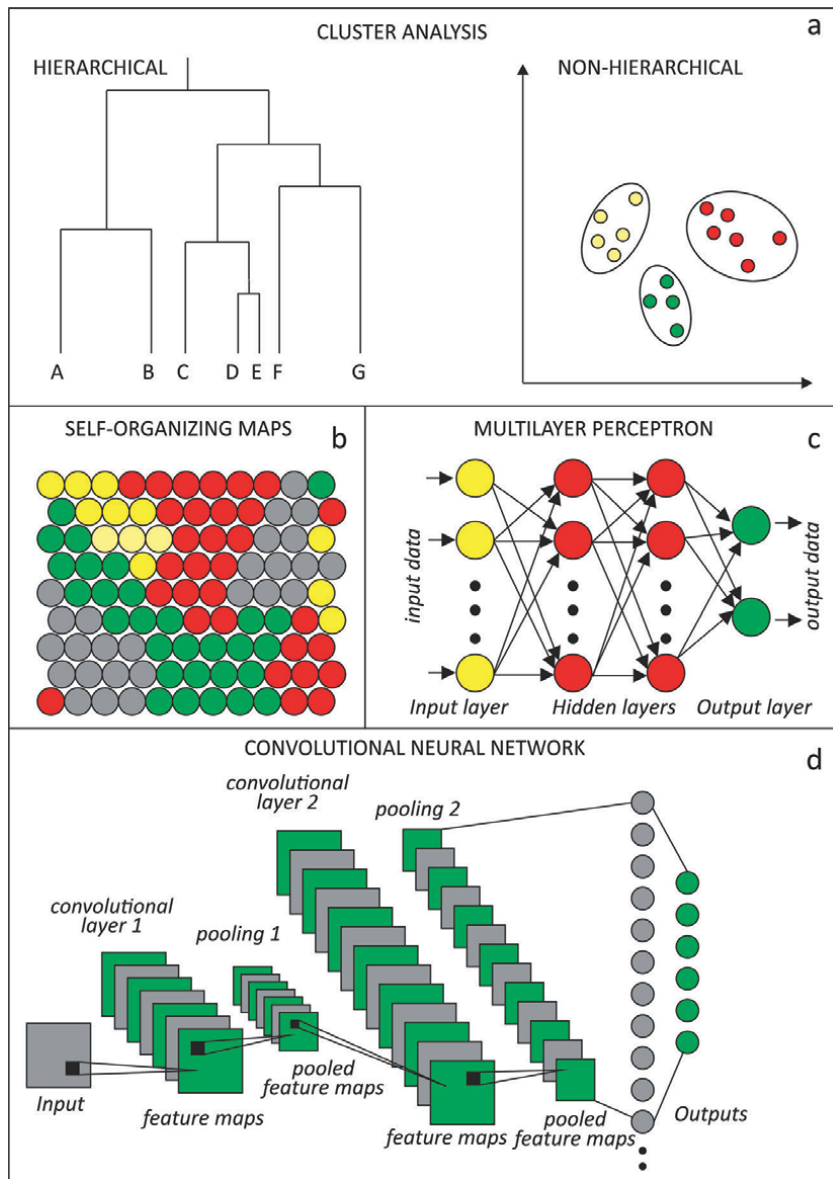 CLUSTER ANALYSIS
a
HIERARCHICAL
NON-HIERARCHICAL
A B C D E F G
SELF-ORGANIZING MAPS
b
MULTILAYER PERCEPTRON
c
input data
output data
Input layer
Hidden layers
Output layer
CONVOLUTIONAL NEURAL NETWORK
d
convolutional
layer 2
pooling 2
convolutional
layer 1
pooling 1
Input
feature maps
pooled
feature maps
feature maps
pooled
feature maps
Outputs